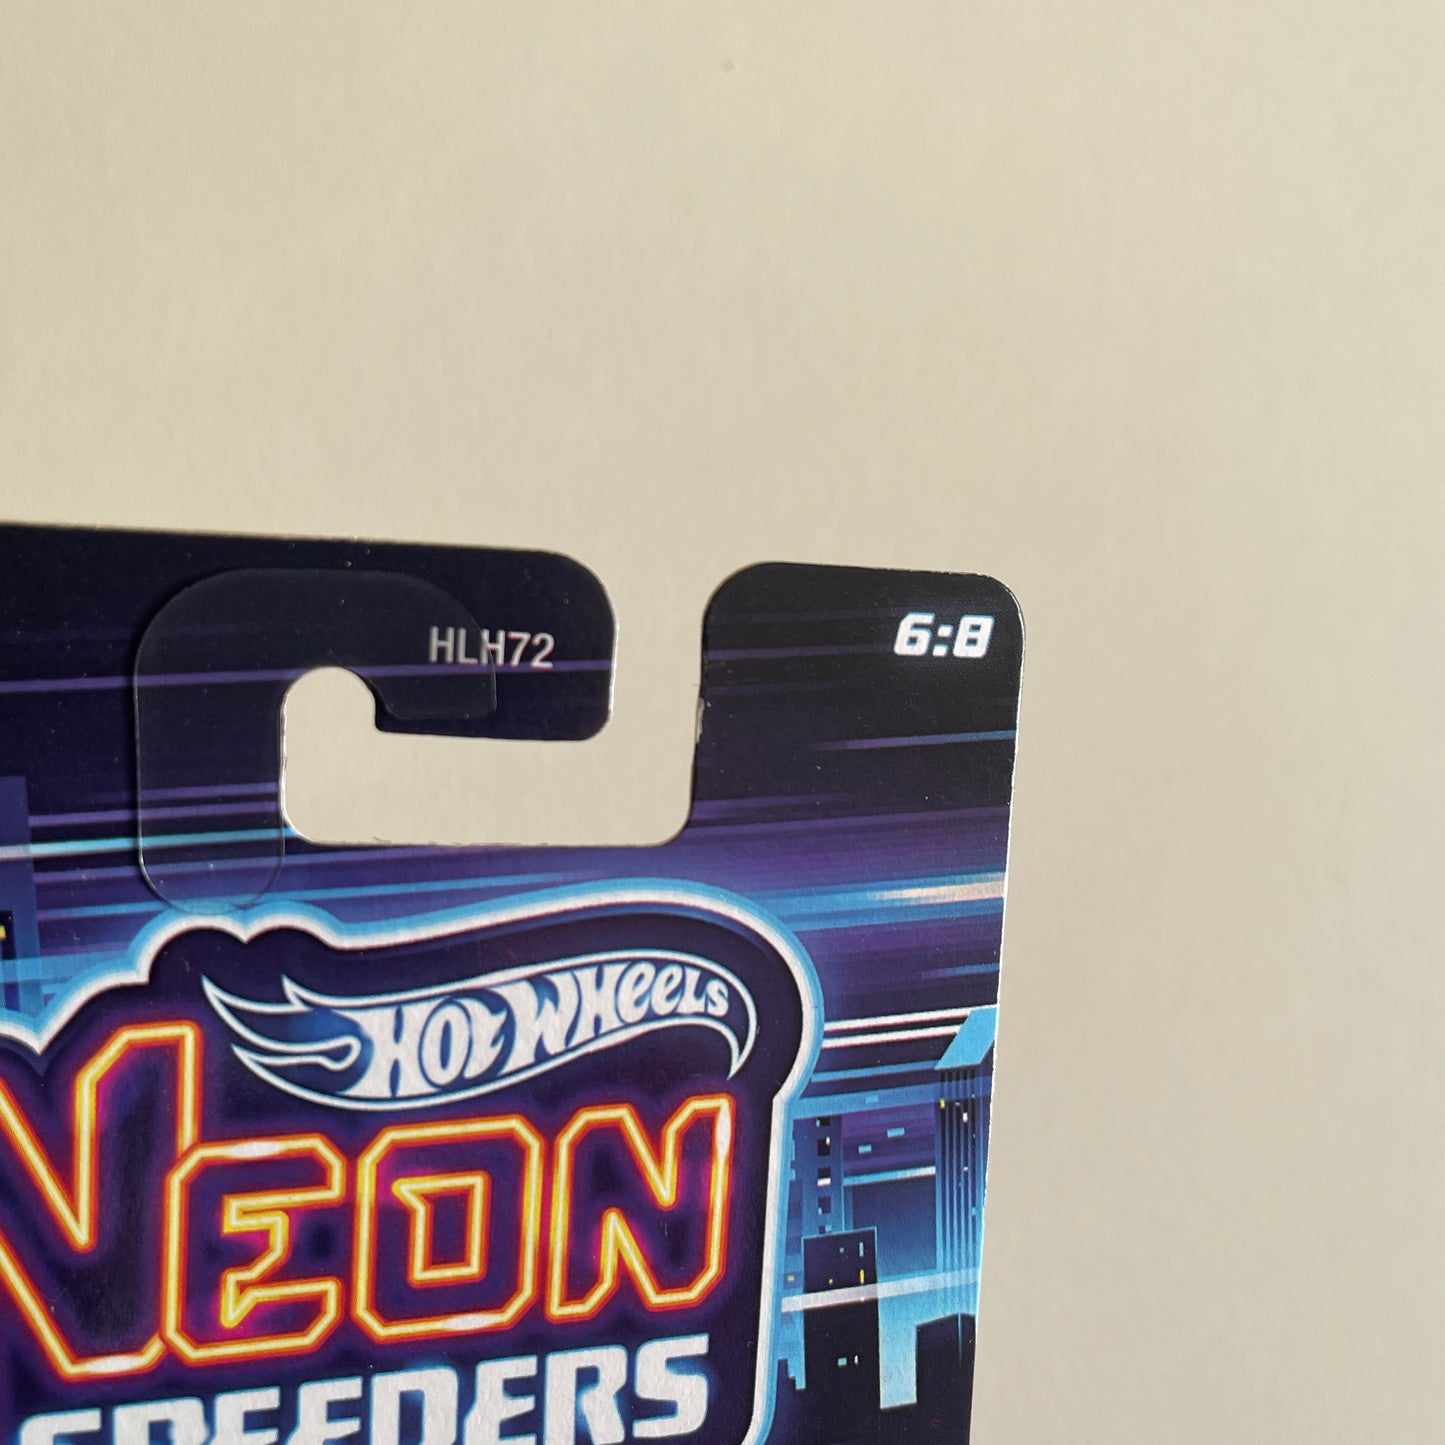 HLH72
6:8
Hot Wheels
NEON
SPEEDERS